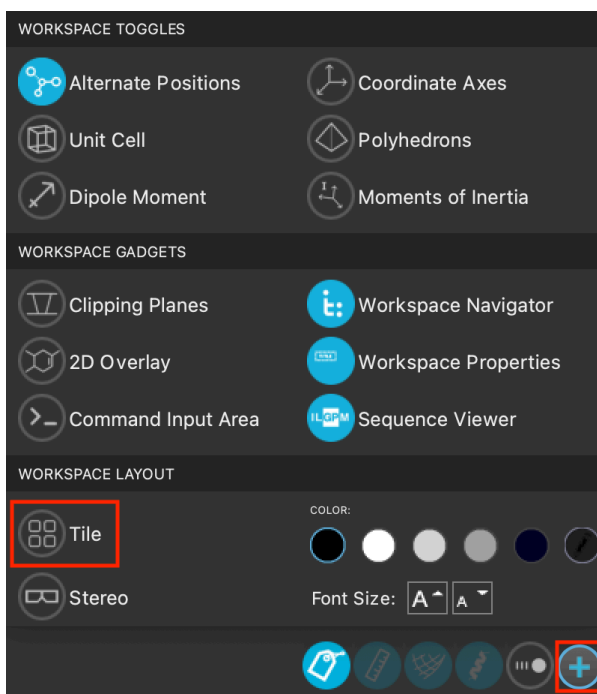 WORKSPACE TOGGLES
Alternate Positions Coordinate Axes
Unit Cell Polyhedrons
Dipole Moment Moments of Inertia
WORKSPACE GADGETS
Clipping Planes Workspace Navigator
2D Overlay Workspace Properties
Command Input Area ILGPM Sequence Viewer
WORKSPACE LAYOUT
COLOR:
Tile
Stereo Font Size: A A